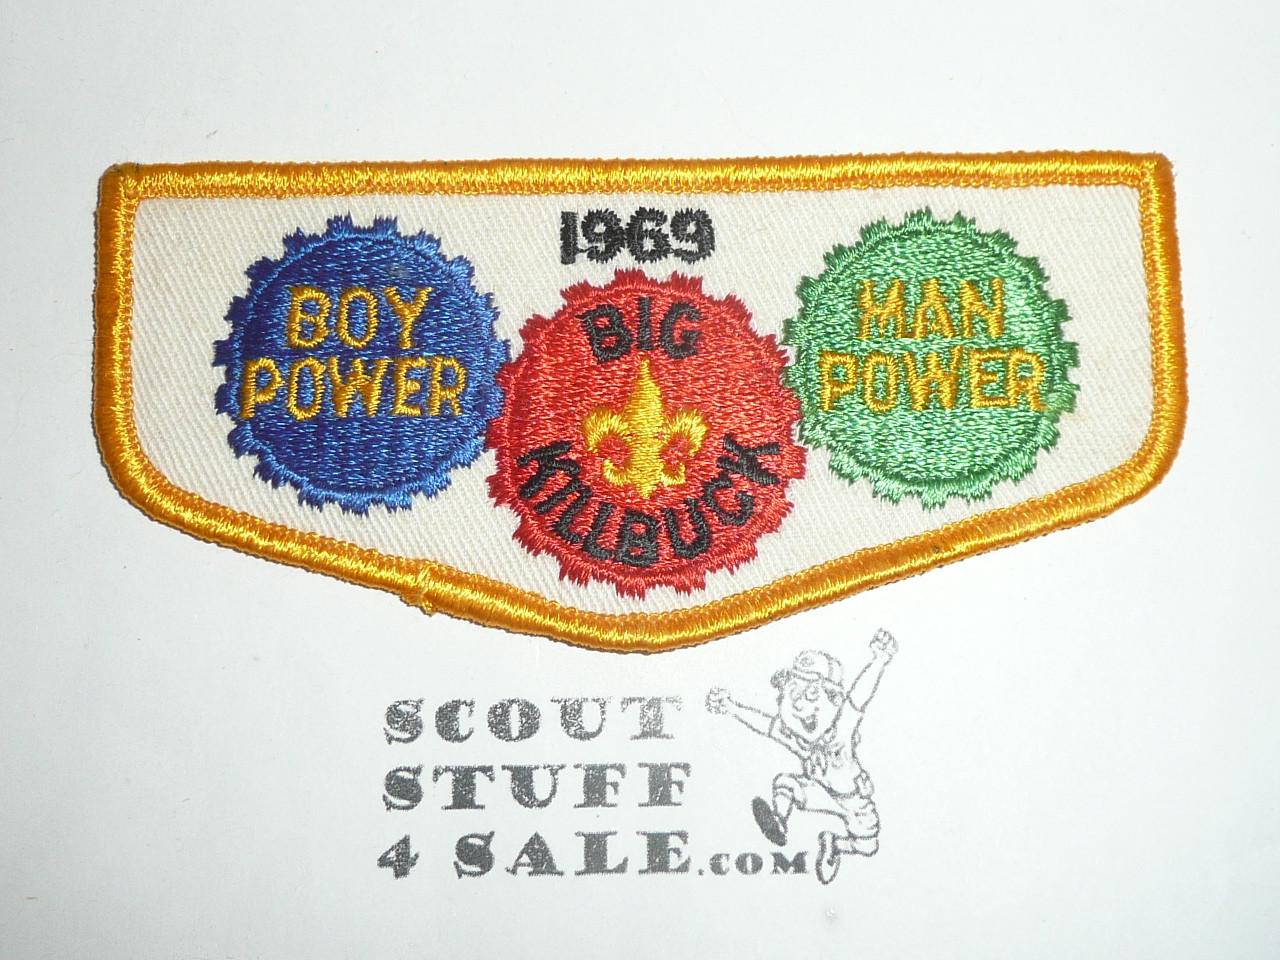 1969
BOY
POWER
BIG
KILLBUCK
MAN
POWER
SCOUT
STUFF
4 SALE.COM